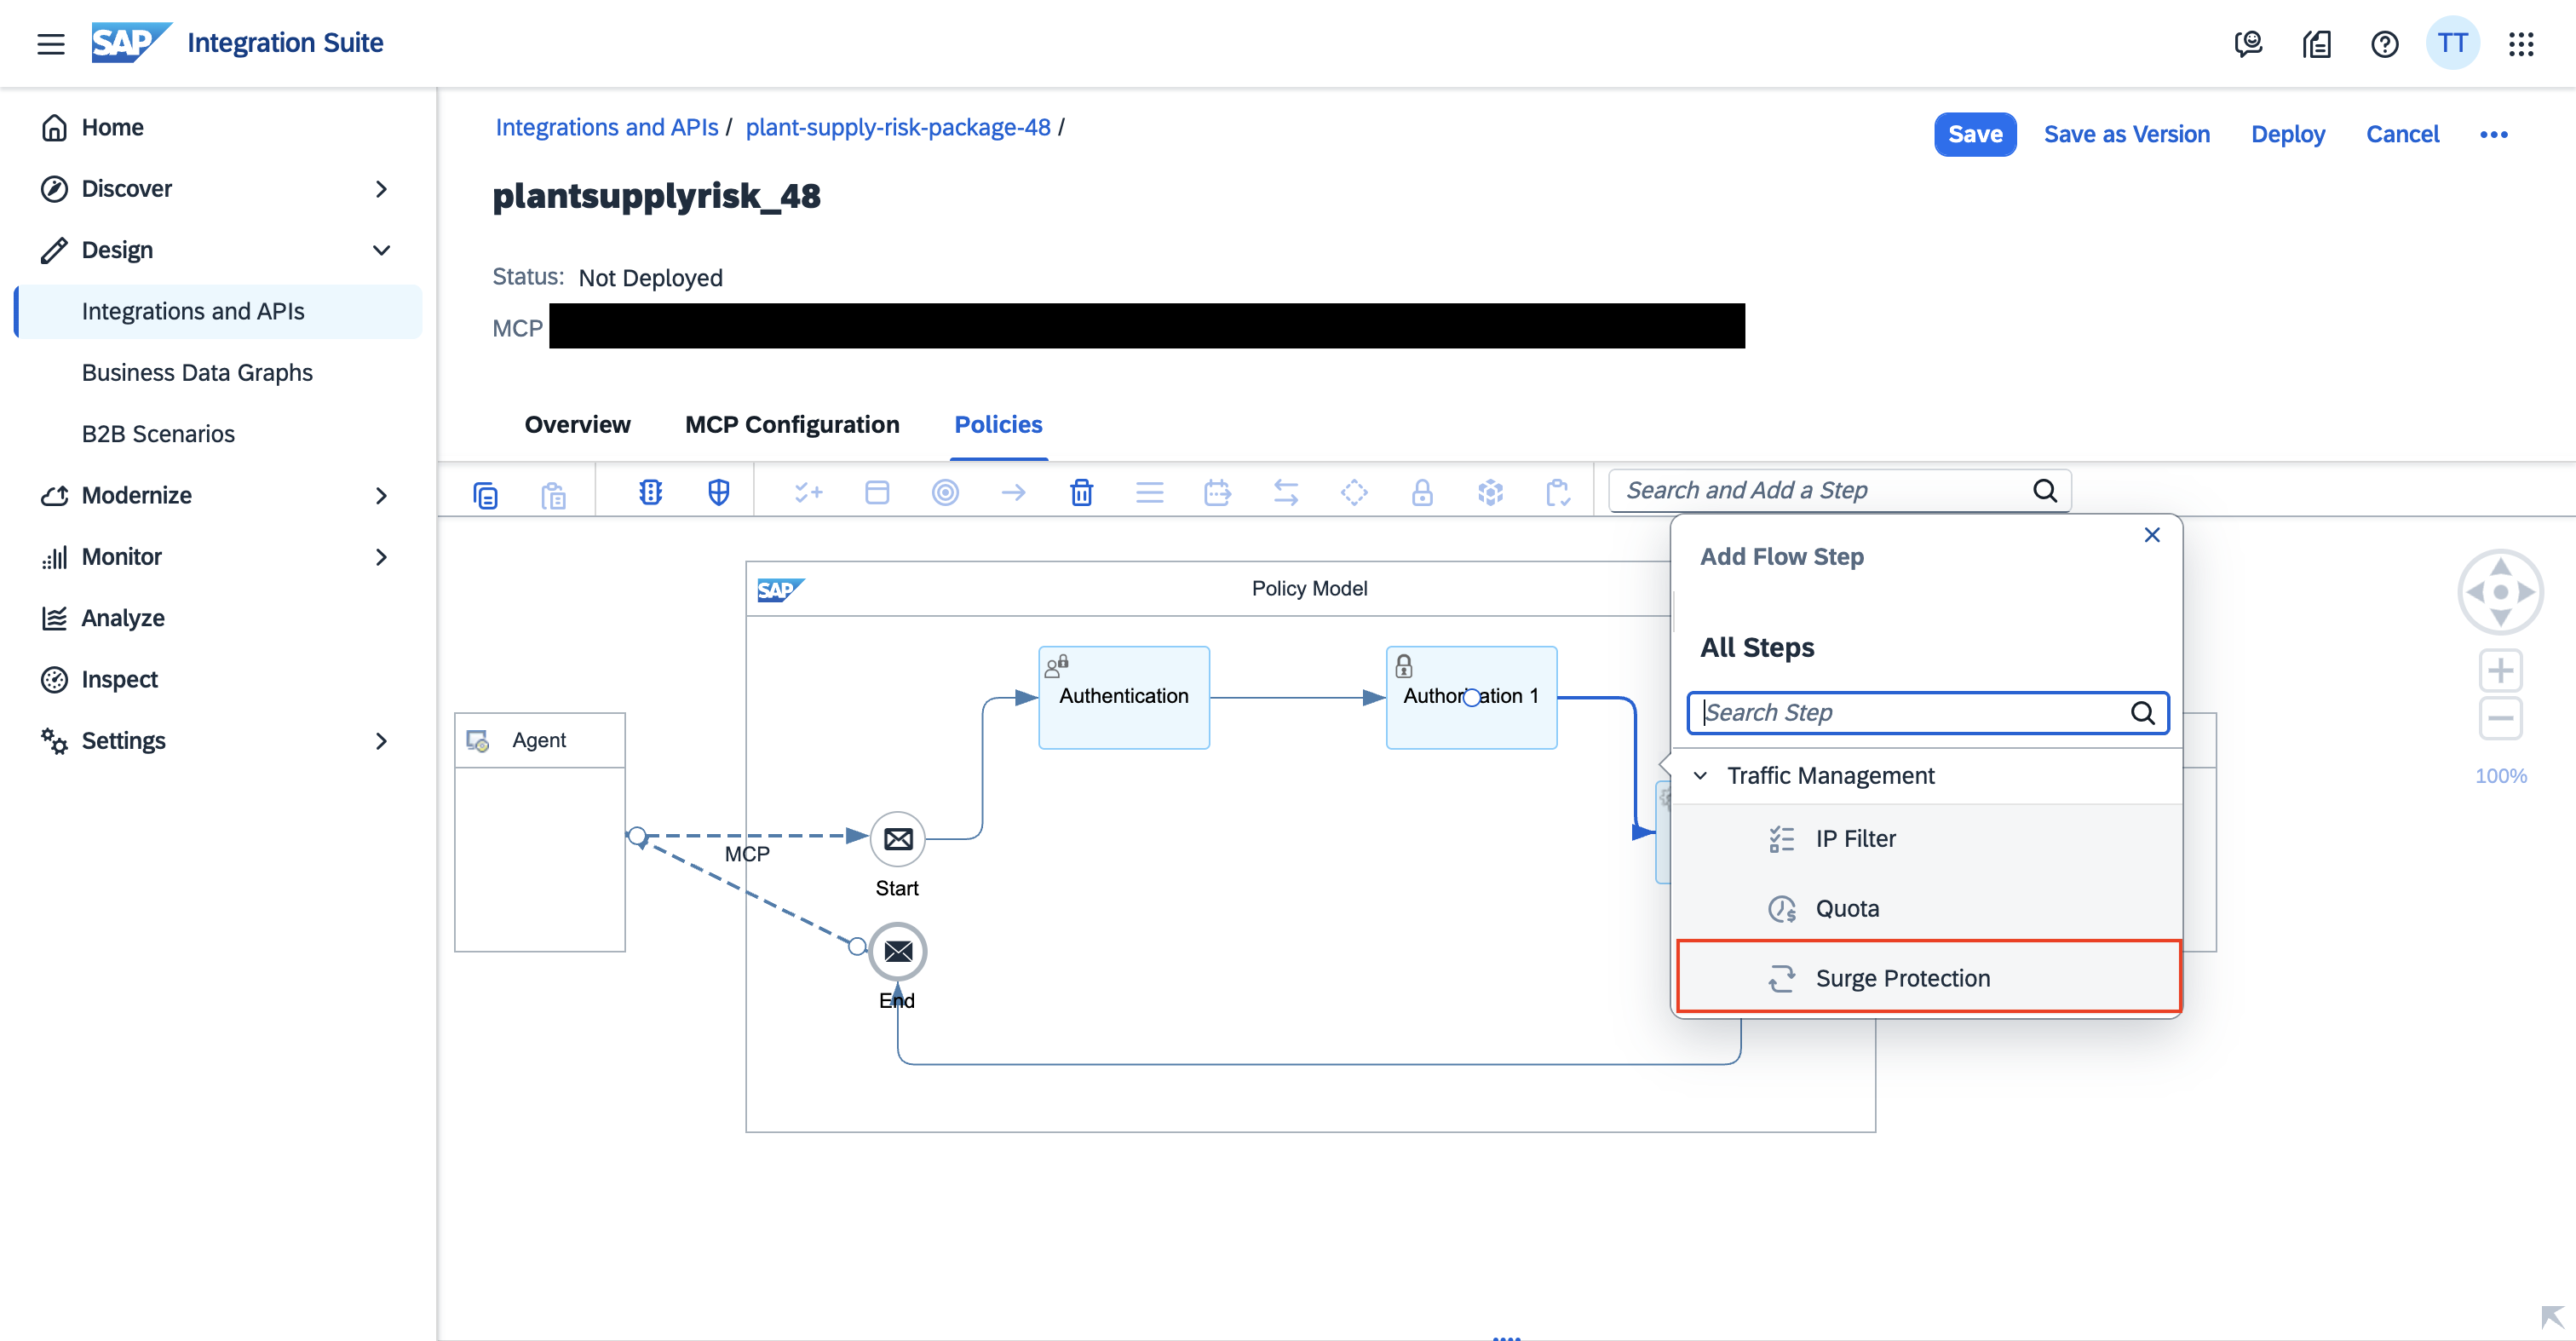 SAP Integration Suite
TT
Home
Discover
Design
Integrations and APIs
Business Data Graphs
B2B Scenarios
Modernize
Monitor
Analyze
Inspect
Settings
Integrations and APIs / plant-supply-risk-package-48 /
Save
Save as Version
Deploy
Cancel
plantsupplyrisk_48
Status: Not Deployed
MCP
Overview
MCP Configuration
Policies
Search and Add a Step
SAP
Policy Model
Agent
MCP
Start
End
Authentication
Authorization 1
Add Flow Step
All Steps
Search Step
Traffic Management
IP Filter
Quota
Surge Protection
100%